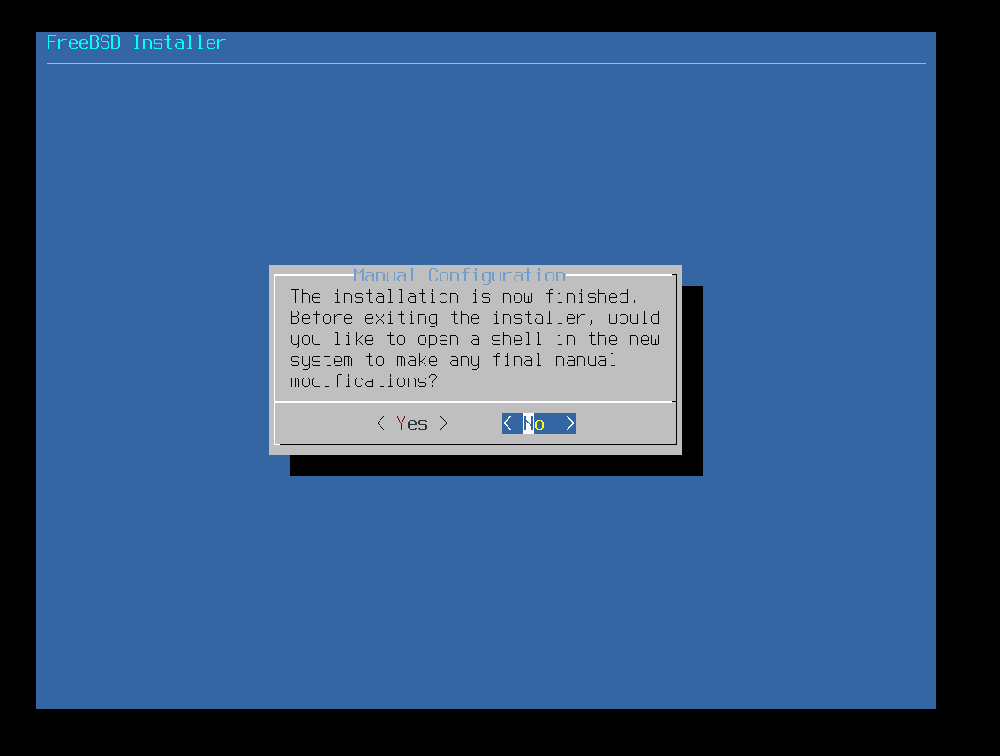 FreeBSD Installer
Manual Configuration
The installation is now finished.
Before exiting the installer, would
you like to open a shell in the new
system to make any final manual
modifications?
< Yes > < No >